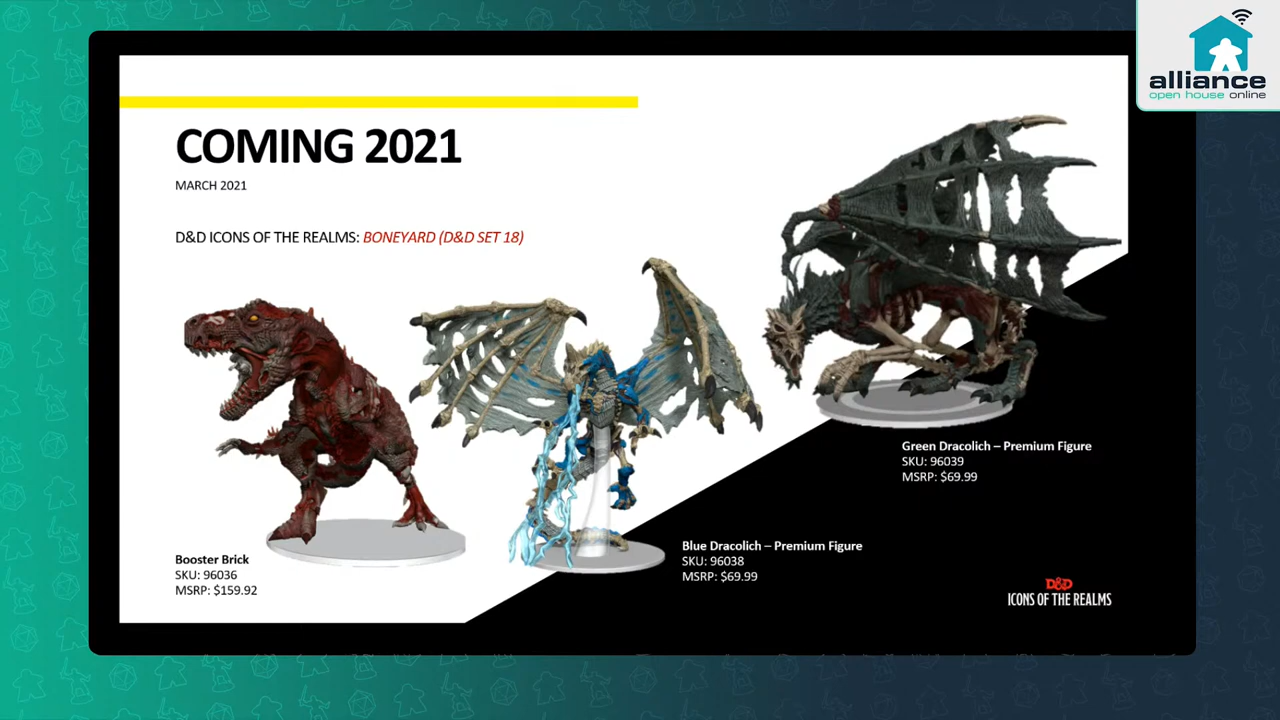 alliance
open house online
COMING 2021
MARCH 2021
D&D ICONS OF THE REALMS: BONEYARD (D&D SET 18)
Green Dracolich – Premium Figure
SKU: 96039
MSRP: $69.99
Blue Dracolich – Premium Figure
SKU: 96038
MSRP: $69.99
Booster Brick
SKU: 96036
MSRP: $159.92
D&D
ICONS OF THE REALMS